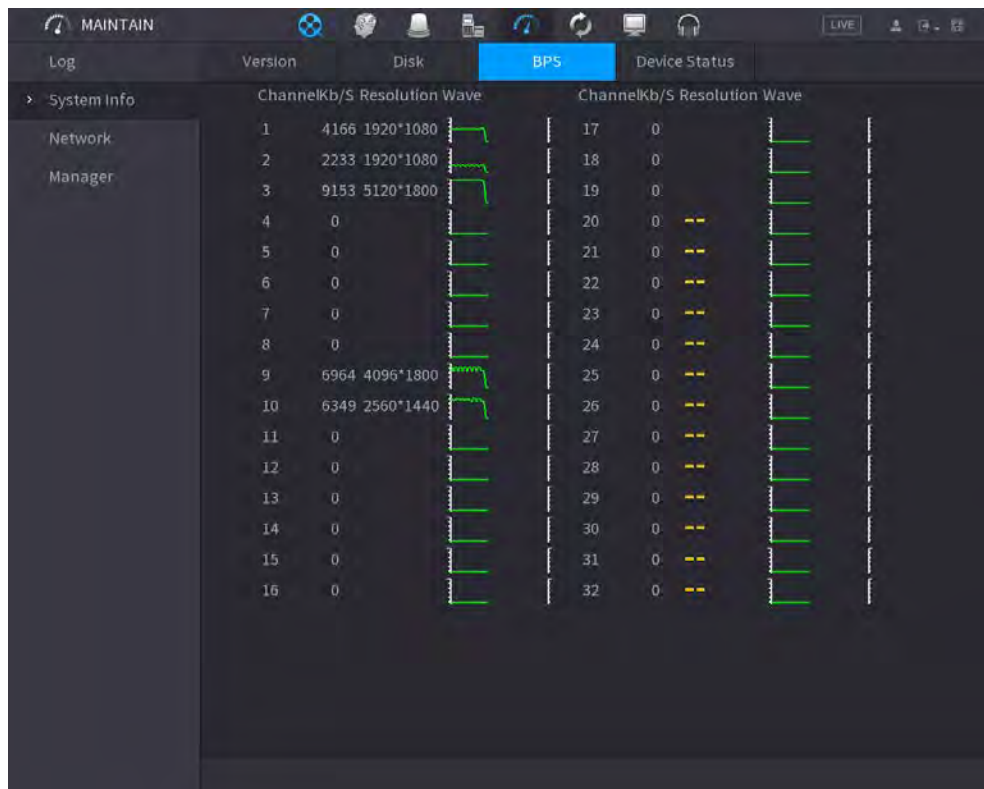 MAINTAIN LIVE
Log Version Disk BPS Device Status
System Info ChannelKb/S Resolution Wave ChannelKb/S Resolution Wave
Network
Manager
1 4166 1920*1080 17 0
2 2233 1920*1080 18 0
3 9153 5120*1800 19 0
4 0 20 0 --
5 0 21 0 --
6 0 22 0 --
7 0 23 0 --
8 0 24 0 --
9 6964 4096*1800 25 0 --
10 6349 2560*1440 26 0 --
11 0 27 0 --
12 0 28 0 --
13 0 29 0 --
14 0 30 0 --
15 0 31 0 --
16 0 32 0 --